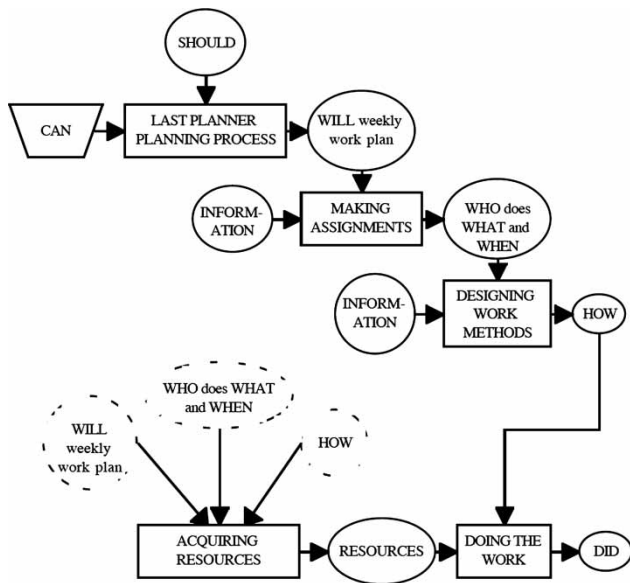 SHOULD
CAN
LAST PLANNER
PLANNING PROCESS
WILL weekly
work plan
INFORM-
ATION
MAKING
ASSIGNMENTS
WHO does
WHAT and
WHEN
INFORM-
ATION
DESIGNING
WORK
METHODS
HOW
WHO does WHAT
and WHEN
WILL
weekly
work plan
HOW
ACQUIRING
RESOURCES
RESOURCES
DOING THE
WORK
DID